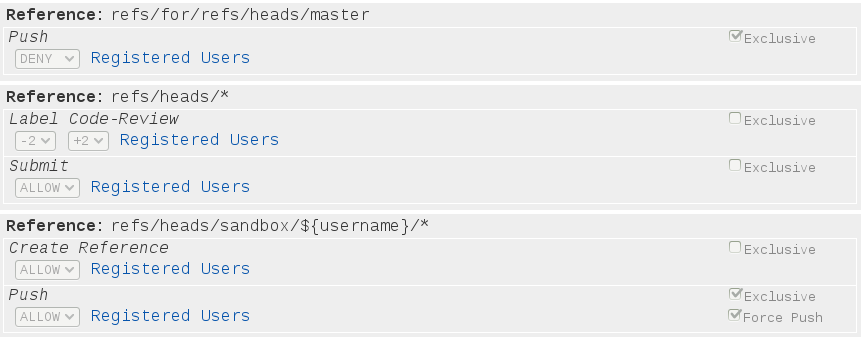 Reference: refs/for/refs/heads/master
Push
Exclusive
DENY Registered Users
Reference: refs/heads/*
Label Code-Review
Exclusive
-2 +2 Registered Users
Submit
Exclusive
ALLOW Registered Users
Reference: refs/heads/sandbox/${username}/*
Create Reference
Exclusive
ALLOW Registered Users
Push
Exclusive
ALLOW Registered Users
Force Push